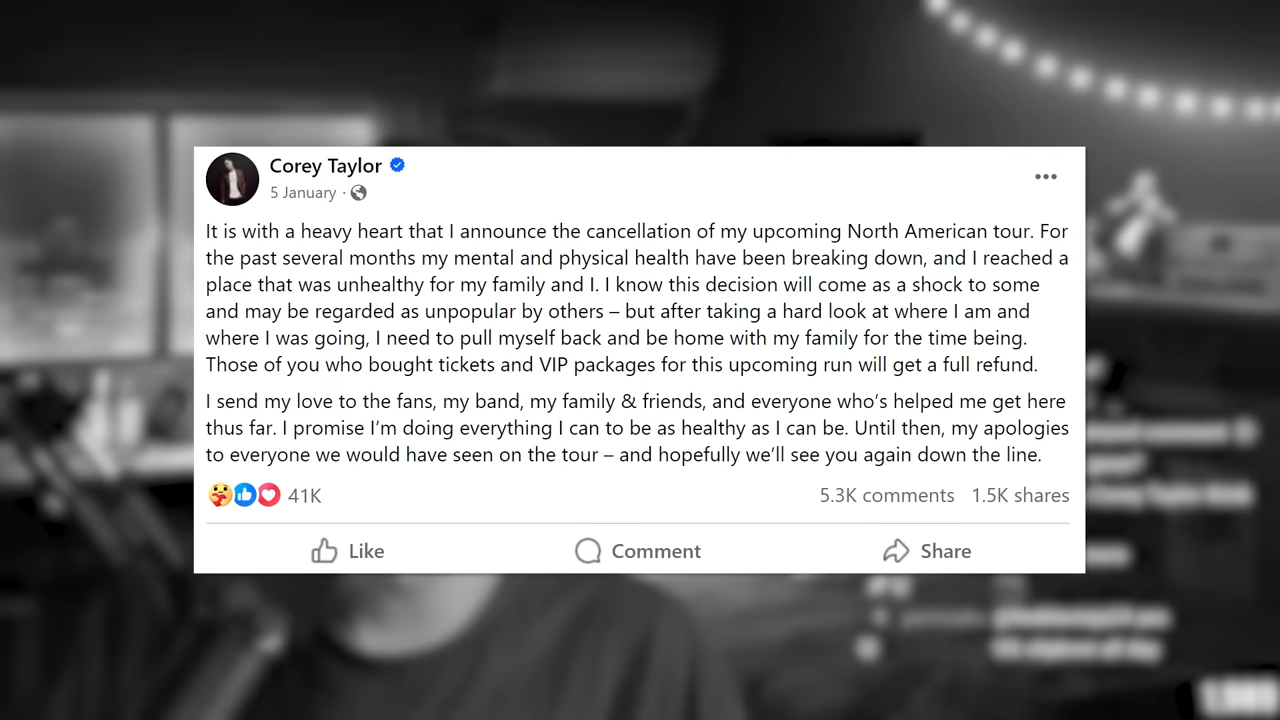 Corey Taylor
5 January ·
It is with a heavy heart that I announce the cancellation of my upcoming North American tour. For
the past several months my mental and physical health have been breaking down, and I reached a
place that was unhealthy for my family and I. I know this decision will come as a shock to some
and may be regarded as unpopular by others – but after taking a hard look at where I am and
where I was going, I need to pull myself back and be home with my family for the time being.
Those of you who bought tickets and VIP packages for this upcoming run will get a full refund.
I send my love to the fans, my band, my family & friends, and everyone who’s helped me get here
thus far. I promise I’m doing everything I can to be as healthy as I can be. Until then, my apologies
to everyone we would have seen on the tour – and hopefully we’ll see you again down the line.
41K 5.3K comments 1.5K shares
Like Comment Share